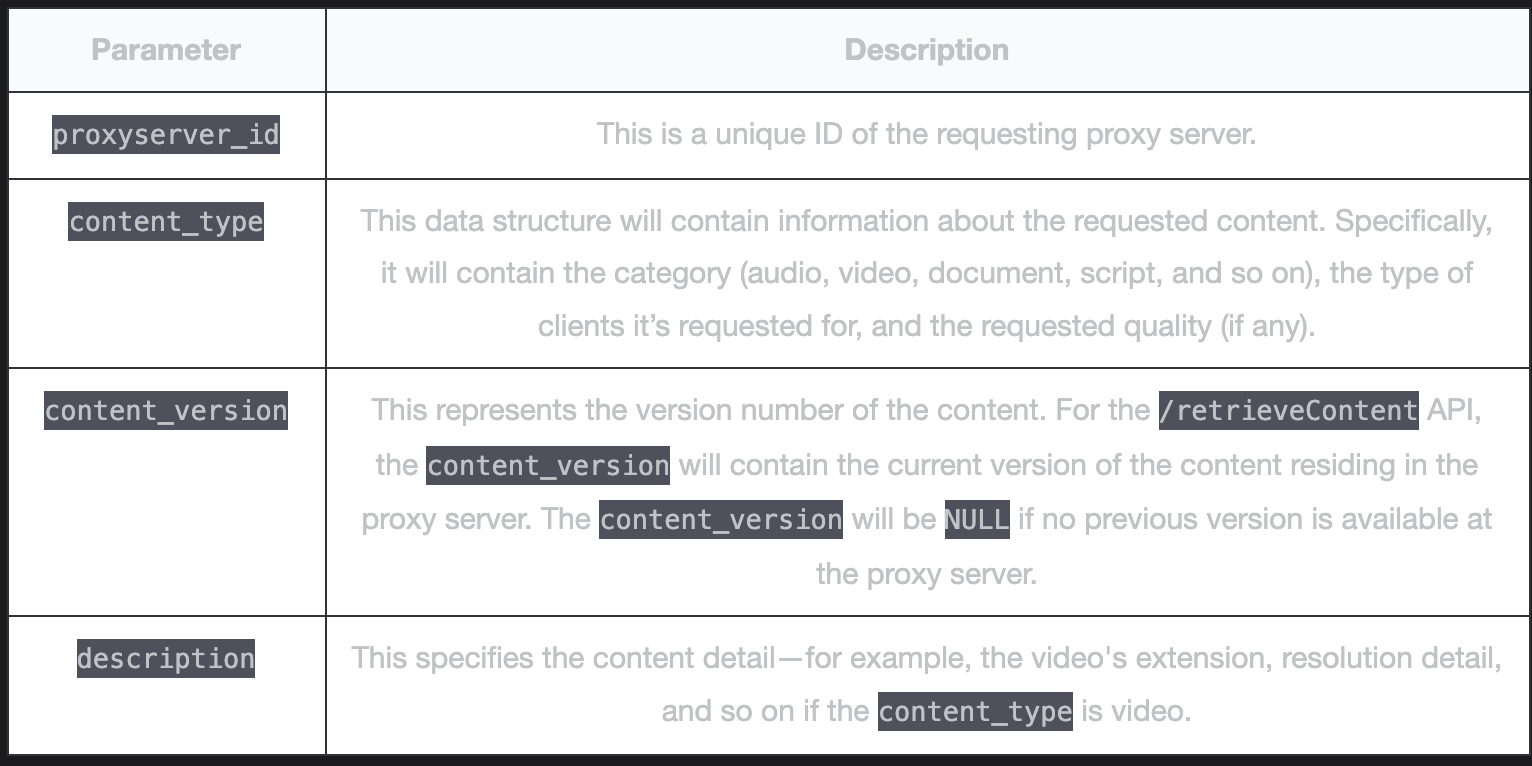 Parameter Description
proxyserver_id This is a unique ID of the requesting proxy server.
content_type This data structure will contain information about the requested content. Specifically,
it will contain the category (audio, video, document, script, and so on), the type of
clients it’s requested for, and the requested quality (if any).
content_version This represents the version number of the content. For the /retrieveContent API,
the content_version will contain the current version of the content residing in the
proxy server. The content_version will be NULL if no previous version is available at
the proxy server.
description This specifies the content detail—for example, the video's extension, resolution detail,
and so on if the content_type is video.